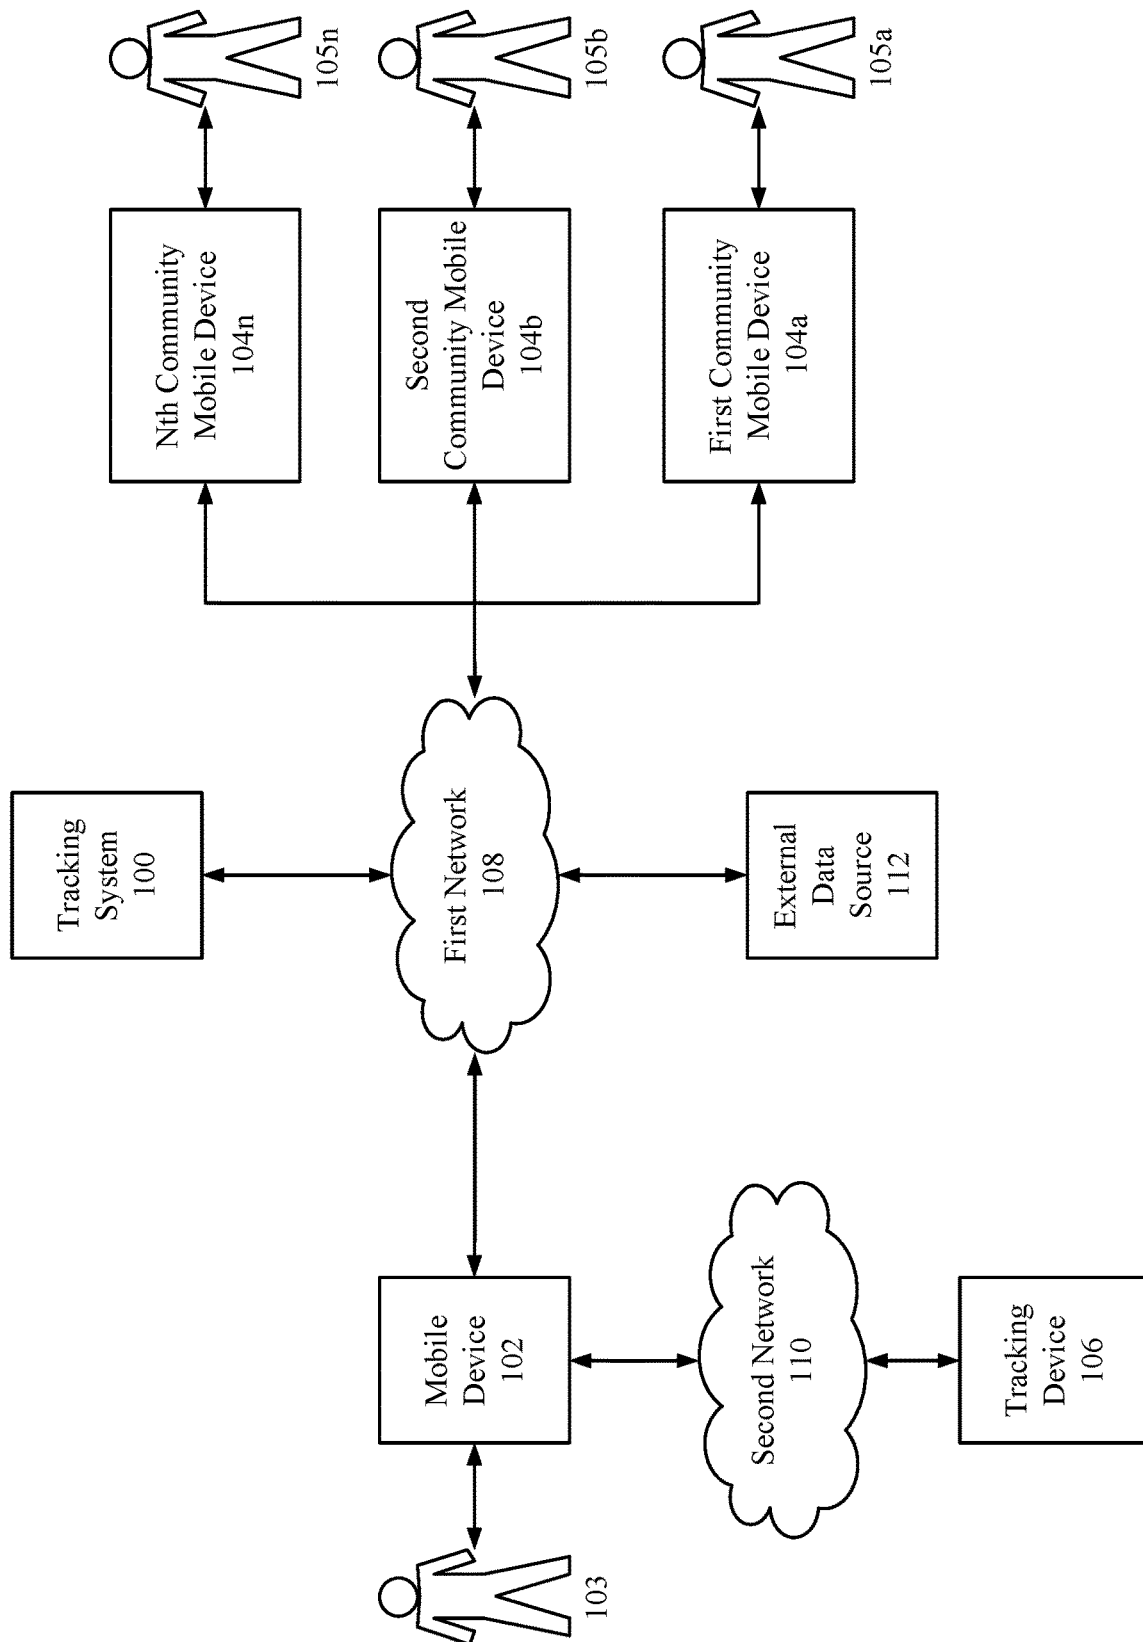 Tracking
System
100
Nth Community
Mobile Device
104n
105n
103
Mobile
Device
102
First Network
108
Second
Community Mobile
Device
104b
105b
Second Network
110
External
Data
Source
112
First Community
Mobile Device
104a
105a
Tracking
Device
106